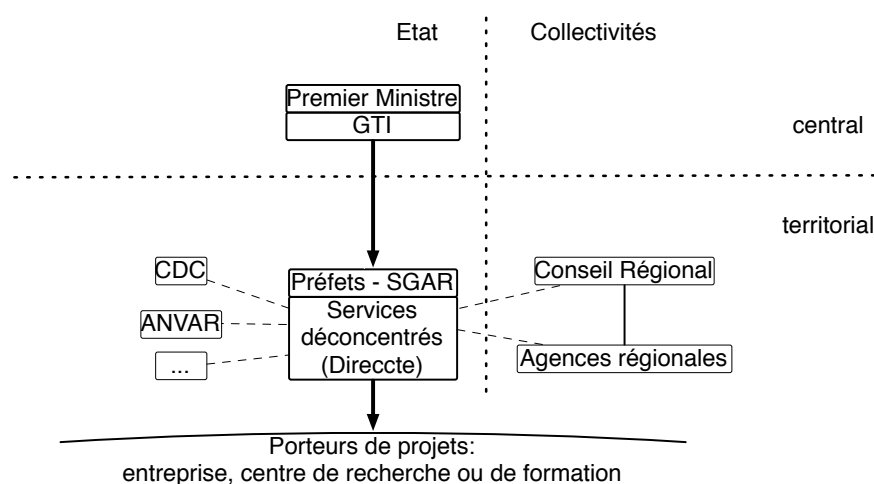 Etat
Collectivités
Premier Ministre
GTI
central
territorial
CDC
Conseil Régional
Préfets - SGAR
Services
déconcentrés
(Direccte)
ANVAR
...
Agences régionales
Porteurs de projets:
entreprise, centre de recherche ou de formation